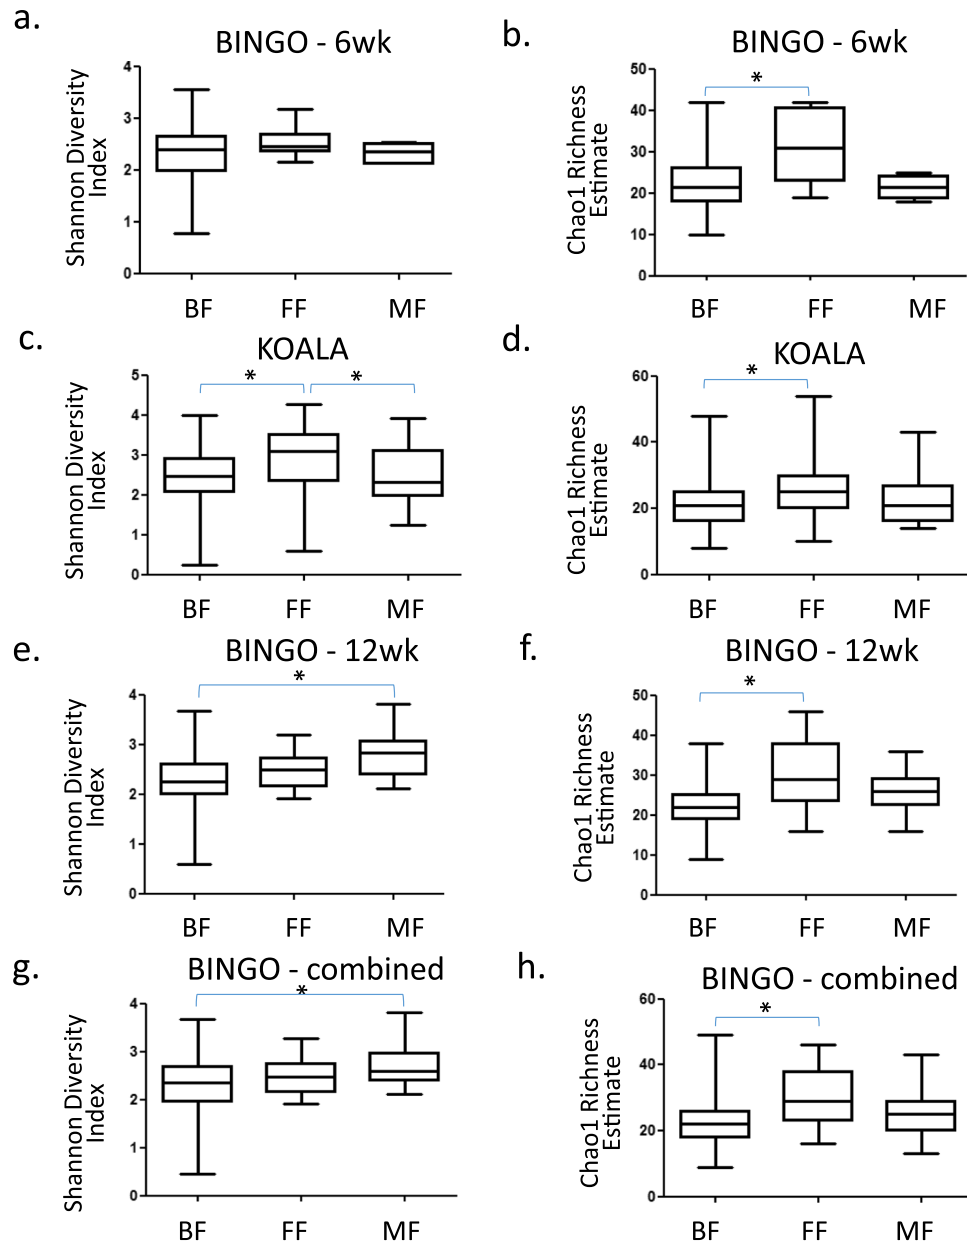 a.
BINGO - 6wk
Shannon Diversity
Index
4
3
2
1
0
BF FF MF
b.
BINGO - 6wk
Chao1 Richness
Estimate
50
40
30
20
10
0
*
BF FF MF
c.
KOALA
Shannon Diversity
Index
5
4
3
2
1
0
* *
BF FF MF
d.
KOALA
Chao1 Richness
Estimate
60
40
20
0
*
BF FF MF
e.
BINGO - 12wk
Shannon Diversity
Index
4
3
2
1
0
*
BF FF MF
f.
BINGO - 12wk
Chao1 Richness
Estimate
50
40
30
20
10
0
*
BF FF MF
g.
BINGO - combined
Shannon Diversity
Index
4
3
2
1
0
*
BF FF MF
h.
BINGO - combined
Chao1 Richness
Estimate
60
40
20
0
*
BF FF MF